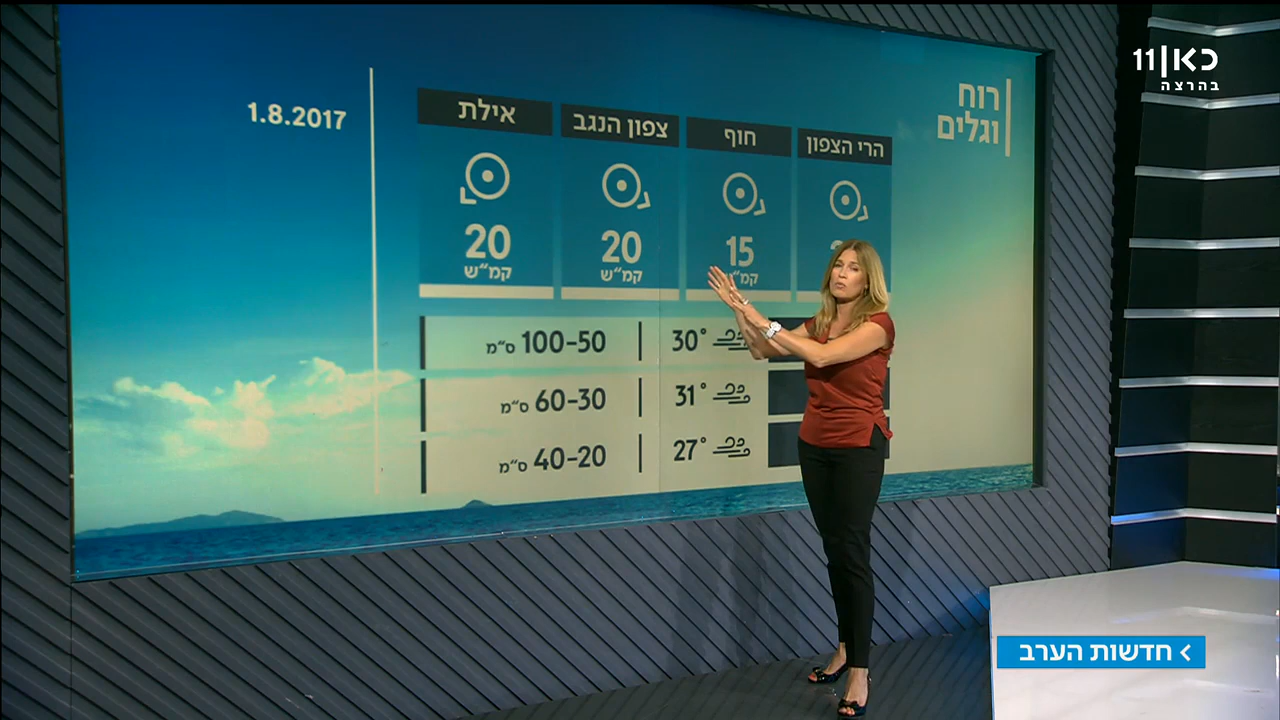 כאן 11
בהרצה
רוח
וגלים
1.8.2017
הרי הצפון
חוף
צפון הנגב
אילת
15
20
20
קמ"ש
קמ"ש
קמ"ש
30° 100-50 ס"מ
31° 60-30 ס"מ
27° 40-20 ס"מ
חדשות הערב